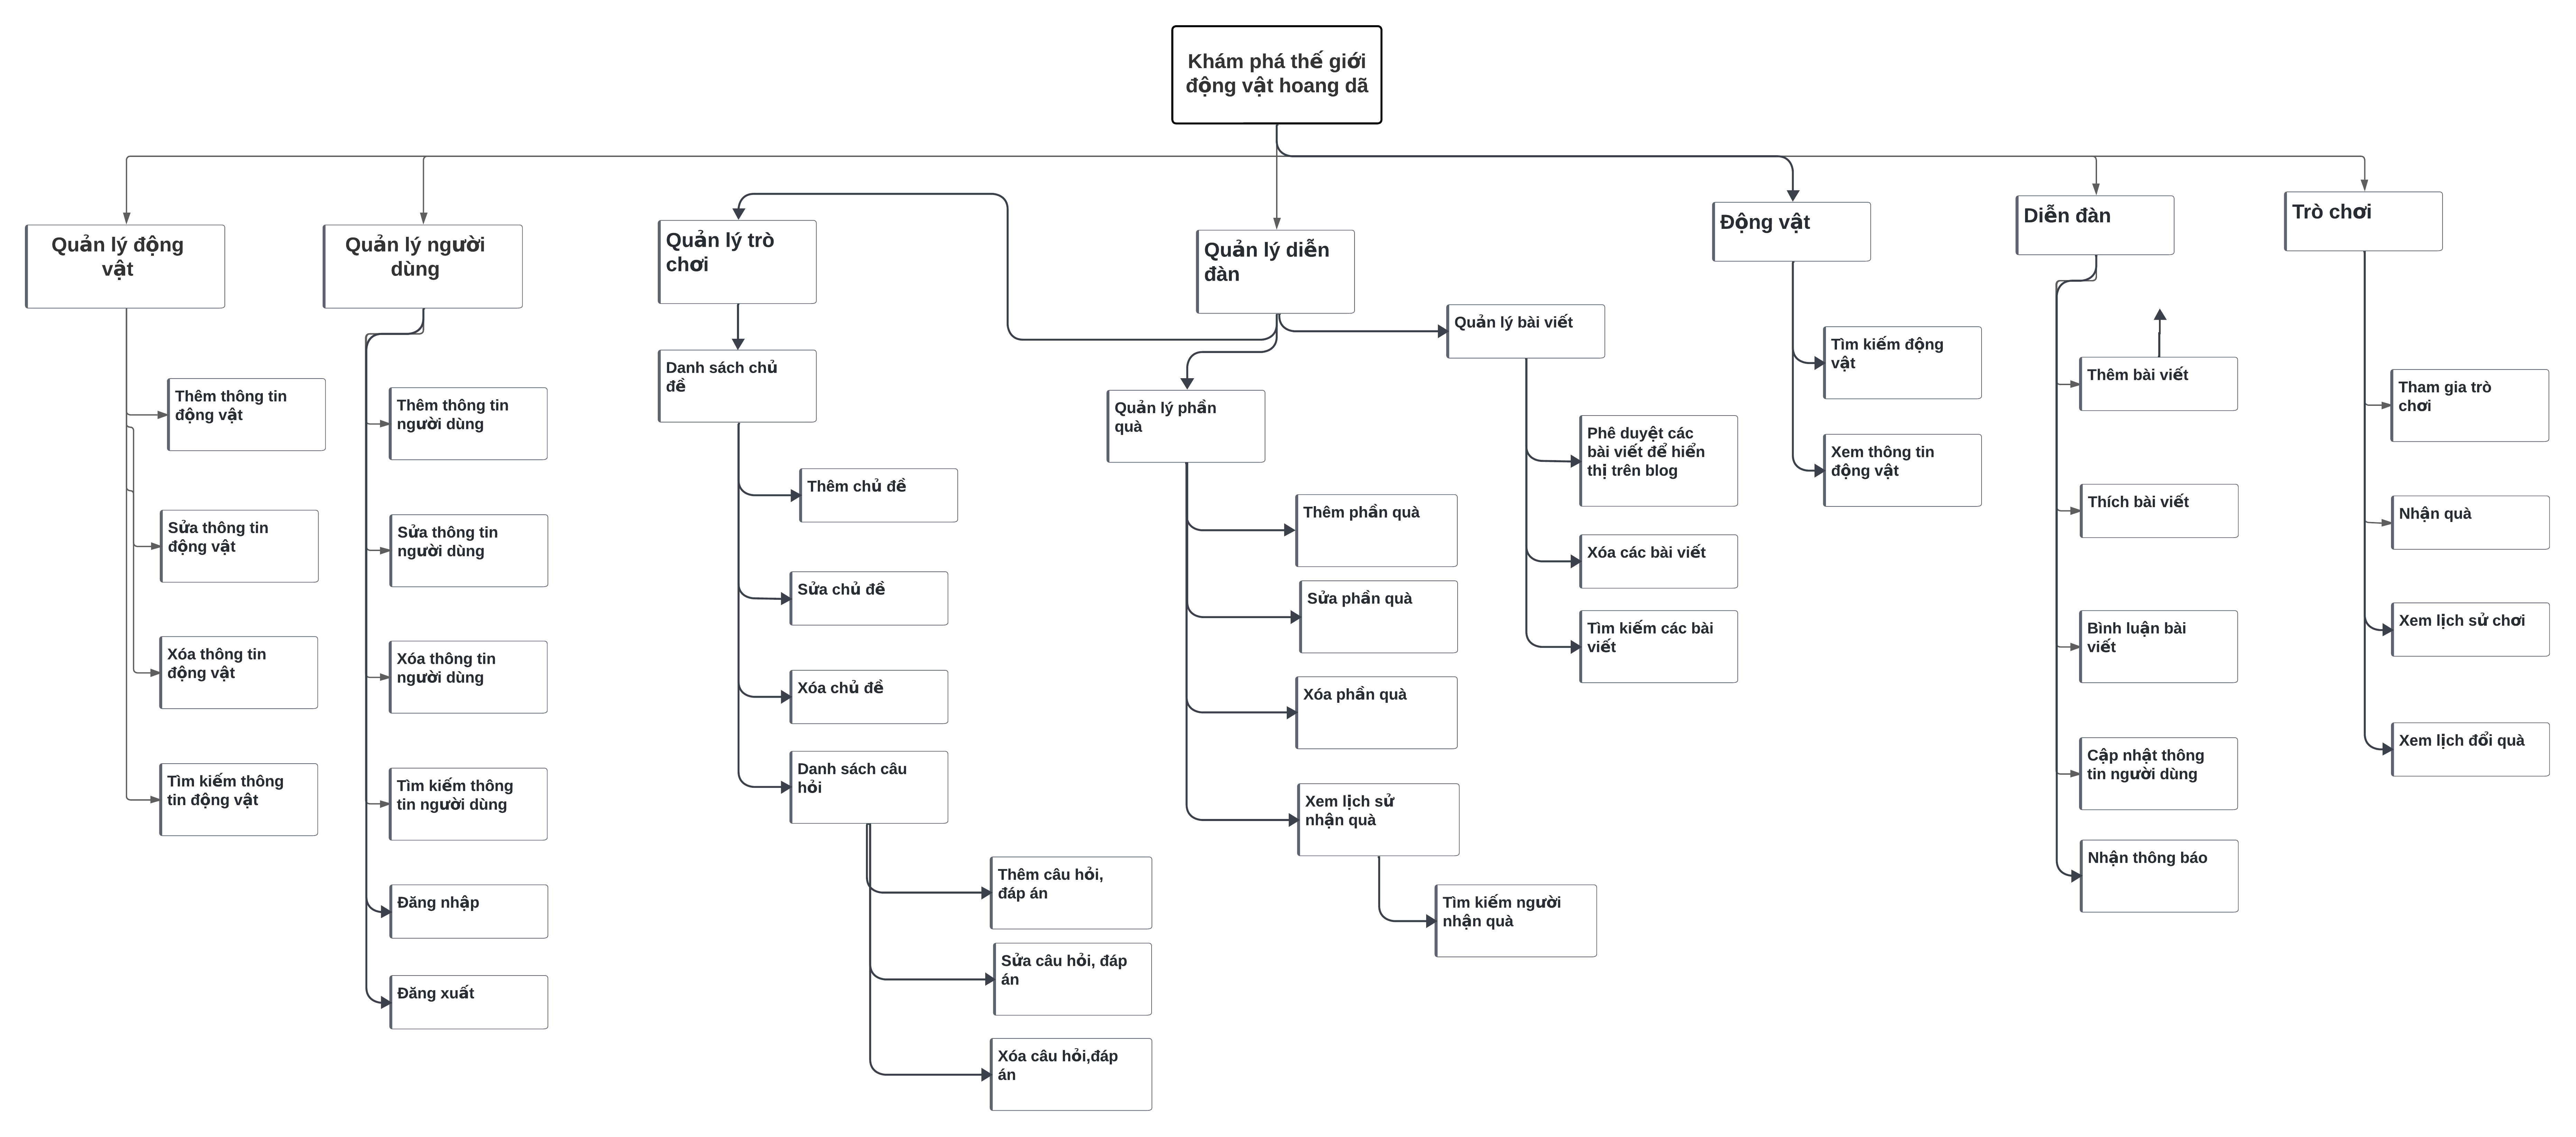 Khám phá thế giới
động vật hoang dã
Quản lý động
vật
Thêm thông tin
động vật
Sửa thông tin
động vật
Xóa thông tin
động vật
Tìm kiếm thông
tin động vật
Quản lý người
dùng
Thêm thông tin
người dùng
Sửa thông tin
người dùng
Xóa thông tin
người dùng
Tìm kiếm thông
tin người dùng
Đăng nhập
Đăng xuất
Quản lý trò
chơi
Danh sách chủ
đề
Thêm chủ đề
Sửa chủ đề
Xóa chủ đề
Danh sách câu
hỏi
Thêm câu hỏi,
đáp án
Sửa câu hỏi, đáp
án
Xóa câu hỏi,đáp
án
Quản lý diễn
đàn
Quản lý phần
quà
Thêm phần quà
Sửa phần quà
Xóa phần quà
Xem lịch sử
nhận quà
Tìm kiếm người
nhận quà
Quản lý bài viết
Phê duyệt các
bài viết để hiển
thị trên blog
Xóa các bài viết
Tìm kiếm các bài
viết
Động vật
Tìm kiếm động
vật
Xem thông tin
động vật
Diễn đàn
Thêm bài viết
Thích bài viết
Bình luận bài
viết
Cập nhật thông
tin người dùng
Nhận thông báo
Trò chơi
Tham gia trò
chơi
Nhận quà
Xem lịch sử chơi
Xem lịch đổi quà